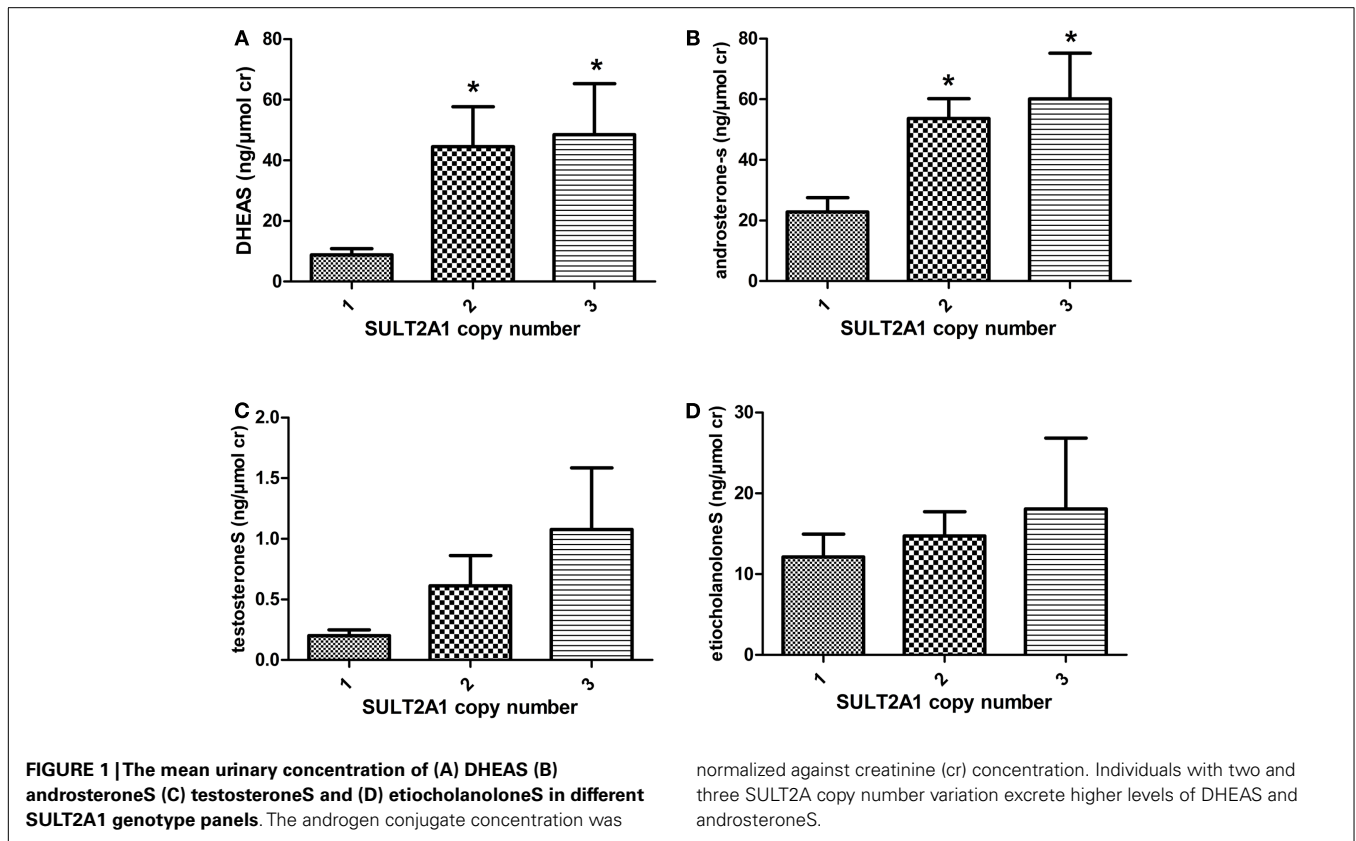 A
DHEAS (ng/µmol cr)
80
60
40
20
0
*
*
1
2
3
SULT2A1 copy number
B
androsterone-s (ng/µmol cr)
80
60
40
20
0
*
*
1
2
3
SULT2A1 copy number
C
testosteroneS (ng/µmol cr)
2.0
1.5
1.0
0.5
0.0
1
2
3
SULT2A1 copy number
D
etiocholanoloneS (ng/µmol cr)
30
20
10
0
1
2
3
SULT2A1 copy number
FIGURE 1 | The mean urinary concentration of (A) DHEAS (B)
androsteroneS (C) testosteroneS and (D) etiocholanoloneS in different
SULT2A1 genotype panels. The androgen conjugate concentration was
normalized against creatinine (cr) concentration. Individuals with two and
three SULT2A copy number variation excrete higher levels of DHEAS and
androsteroneS.